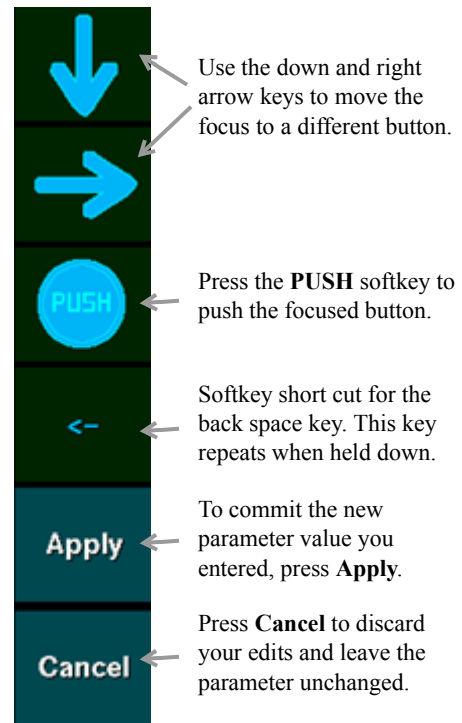 Use the down and right
arrow keys to move the
focus to a different button.
PUSH
Press the PUSH softkey to
push the focused button.
<-
Softkey short cut for the
back space key. This key
repeats when held down.
Apply
To commit the new
parameter value you
entered, press Apply.
Cancel
Press Cancel to discard
your edits and leave the
parameter unchanged.